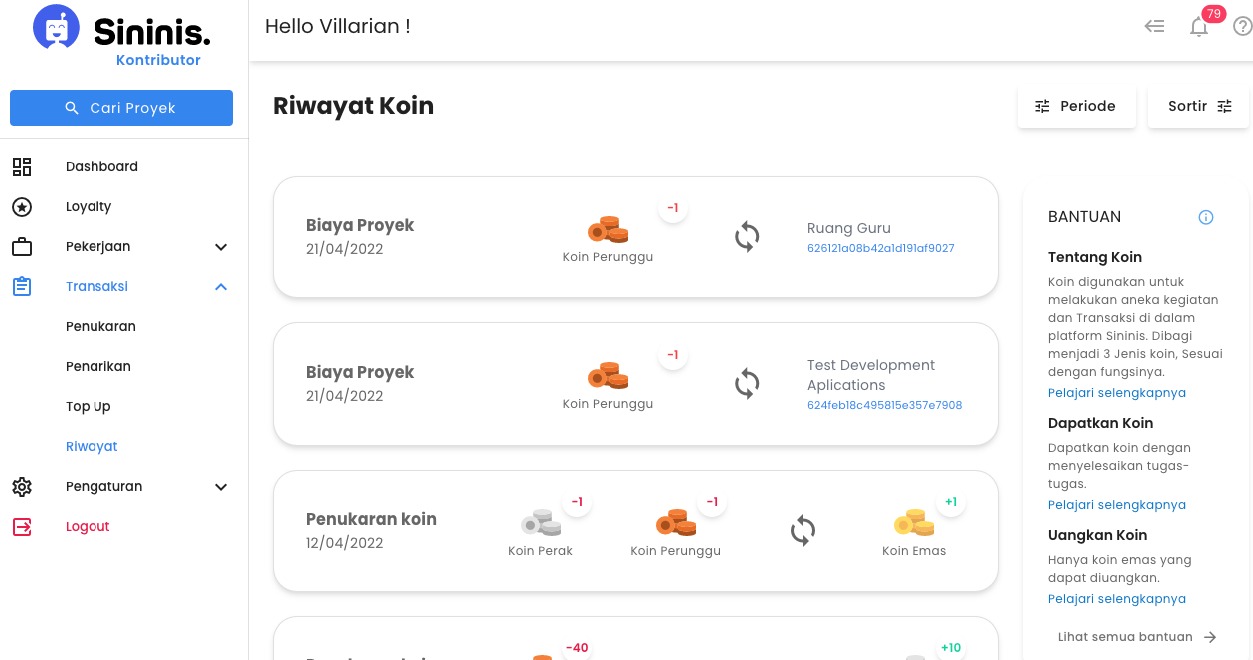 Sininis.
Kontributor
Cari Proyek
Dashboard
Loyalty
Pekerjaan
Transaksi
Penukaran
Penarikan
Top Up
Riwayat
Pengaturan
Logout
Hello Villarian !
79
Riwayat Koin
Periode
Sortir
Biaya Proyek
21/04/2022
-1
Koin Perunggu
Ruang Guru
626121a08b42a1d191af9027
Biaya Proyek
21/04/2022
-1
Koin Perunggu
Test Development
Aplications
624feb18c495815e357e7908
Penukaran koin
12/04/2022
-1
Koin Perak
-1
Koin Perunggu
+1
Koin Emas
-40
+10
BANTUAN
Tentang Koin
Koin digunakan untuk
melakukan aneka kegiatan
dan Transaksi di dalam
platform Sininis. Dibagi
menjadi 3 Jenis koin, Sesuai
dengan fungsinya.
Pelajari selengkapnya
Dapatkan Koin
Dapatkan koin dengan
menyelesaikan tugas-
tugas.
Pelajari selengkapnya
Uangkan Koin
Hanya koin emas yang
dapat diuangkan.
Pelajari selengkapnya
Lihat semua bantuan